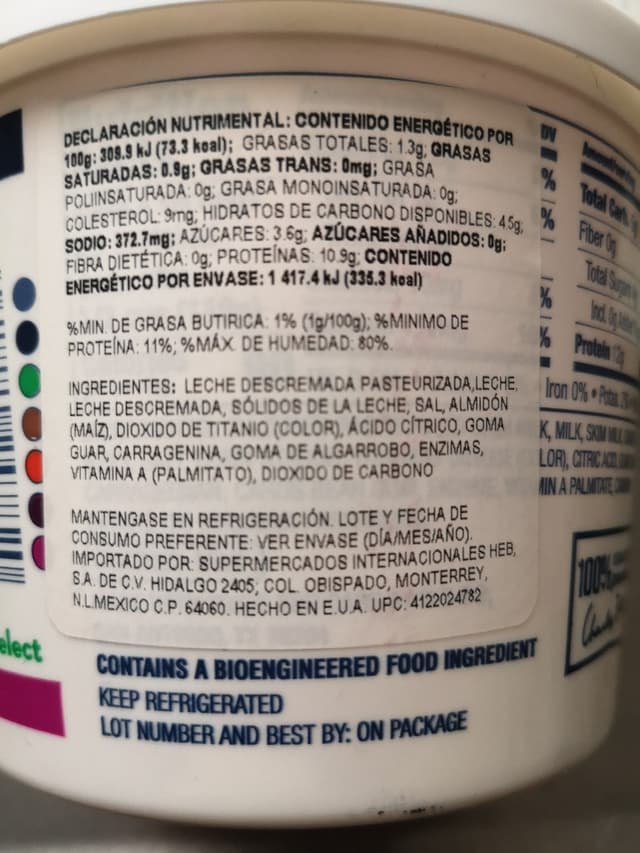 DECLARACIÓN NUTRIMENTAL: CONTENIDO ENERGÉTICO POR
100g: 309.9 kJ (73.3 kcal); GRASAS TOTALES: 1.3g; GRASAS
SATURADAS: 0.9g; GRASAS TRANS: 0mg; GRASA
POLIINSATURADA: 0g; GRASA MONOINSATURADA: 0g;
COLESTEROL: 9mg; HIDRATOS DE CARBONO DISPONIBLES: 4.5g;
SODIO: 372.7mg; AZÚCARES: 3.6g; AZÚCARES AÑADIDOS: 0g;
FIBRA DIETÉTICA: 0g; PROTEÍNAS: 10.9g; CONTENIDO
ENERGÉTICO POR ENVASE: 1 417.4 kJ (335.3 kcal)
%MIN. DE GRASA BUTIRICA: 1% (1g/100g); %MINIMO DE
PROTEÍNA: 11%; %MÁX. DE HUMEDAD: 80%.
INGREDIENTES: LECHE DESCREMADA PASTEURIZADA,LECHE,
LECHE DESCREMADA, SÓLIDOS DE LA LECHE, SAL, ALMIDÓN
(MAÍZ), DIOXIDO DE TITANIO (COLOR), ÁCIDO CÍTRICO, GOMA
GUAR, CARRAGENINA, GOMA DE ALGARROBO, ENZIMAS,
VITAMINA A (PALMITATO), DIOXIDO DE CARBONO
MANTENGASE EN REFRIGERACIÓN. LOTE Y FECHA DE
CONSUMO PREFERENTE: VER ENVASE (DÍA/MES/AÑO).
IMPORTADO POR: SUPERMERCADOS INTERNACIONALES HEB,
S.A. DE C.V. HIDALGO 2405; COL. OBISPADO, MONTERREY,
N.L.MEXICO C.P. 64060. HECHO EN E.U.A. UPC: 4122024782
CONTAINS A BIOENGINEERED FOOD INGREDIENT
KEEP REFRIGERATED
LOT NUMBER AND BEST BY: ON PACKAGE
elect
DV
% Total Carb.
% Fiber 0g
Total Sugars
%
% Protein 12g
Iron 0% • Potas.
K, MILK, SKIM MILK
LOR), CITRIC ACID,
MIN A PALMITATE,
100%